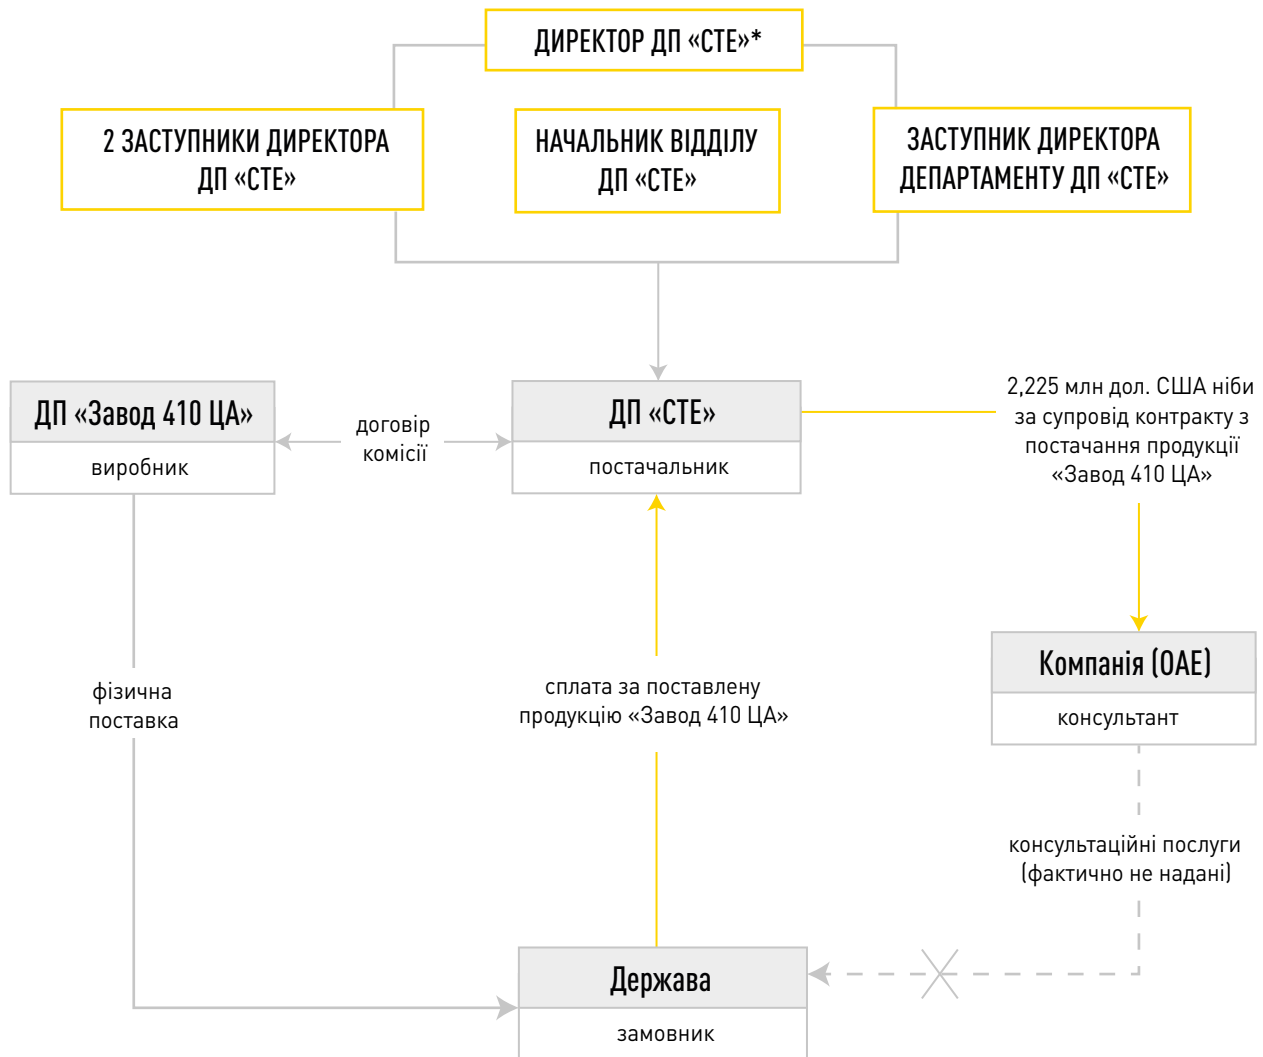 ДИРЕКТОР ДП «СТЕ»*
2 ЗАСТУПНИКИ ДИРЕКТОРА
ДП «СТЕ»
НАЧАЛЬНИК ВІДДІЛУ
ДП «СТЕ»
ЗАСТУПНИК ДИРЕКТОРА
ДЕПАРТАМЕНТУ ДП «СТЕ»
ДП «Завод 410 ЦА»
виробник
договір
комісії
ДП «СТЕ»
постачальник
2,225 млн дол. США ніби
за супровід контракту з
постачання продукції
«Завод 410 ЦА»
фізична
поставка
сплата за поставлену
продукцію «Завод 410 ЦА»
Компанія (ОАЕ)
консультант
консультаційні послуги
(фактично не надані)
Держава
замовник